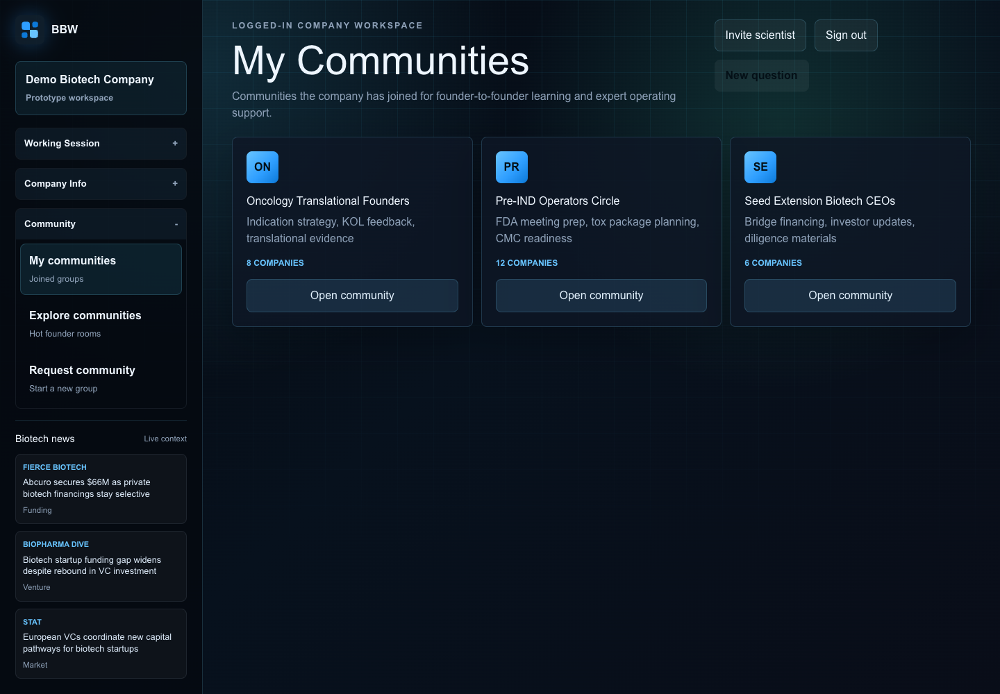 BBW
Demo Biotech Company
Prototype workspace
Working Session +
Company Info +
Community -
My communities
Joined groups
Explore communities
Hot founder rooms
Request community
Start a new group
Biotech news Live context
FIERCE BIOTECH
Abcuro secures $66M as private
biotech financings stay selective
Funding
BIOPHARMA DIVE
Biotech startup funding gap widens
despite rebound in VC investment
Venture
STAT
European VCs coordinate new capital
pathways for biotech startups
Market
LOGGED-IN COMPANY WORKSPACE
My Communities
Communities the company has joined for founder-to-founder learning and expert operating
support.
Invite scientist
Sign out
New question
ON
Oncology Translational Founders
Indication strategy, KOL feedback,
translational evidence
8 COMPANIES
Open community
PR
Pre-IND Operators Circle
FDA meeting prep, tox package planning,
CMC readiness
12 COMPANIES
Open community
SE
Seed Extension Biotech CEOs
Bridge financing, investor updates,
diligence materials
6 COMPANIES
Open community